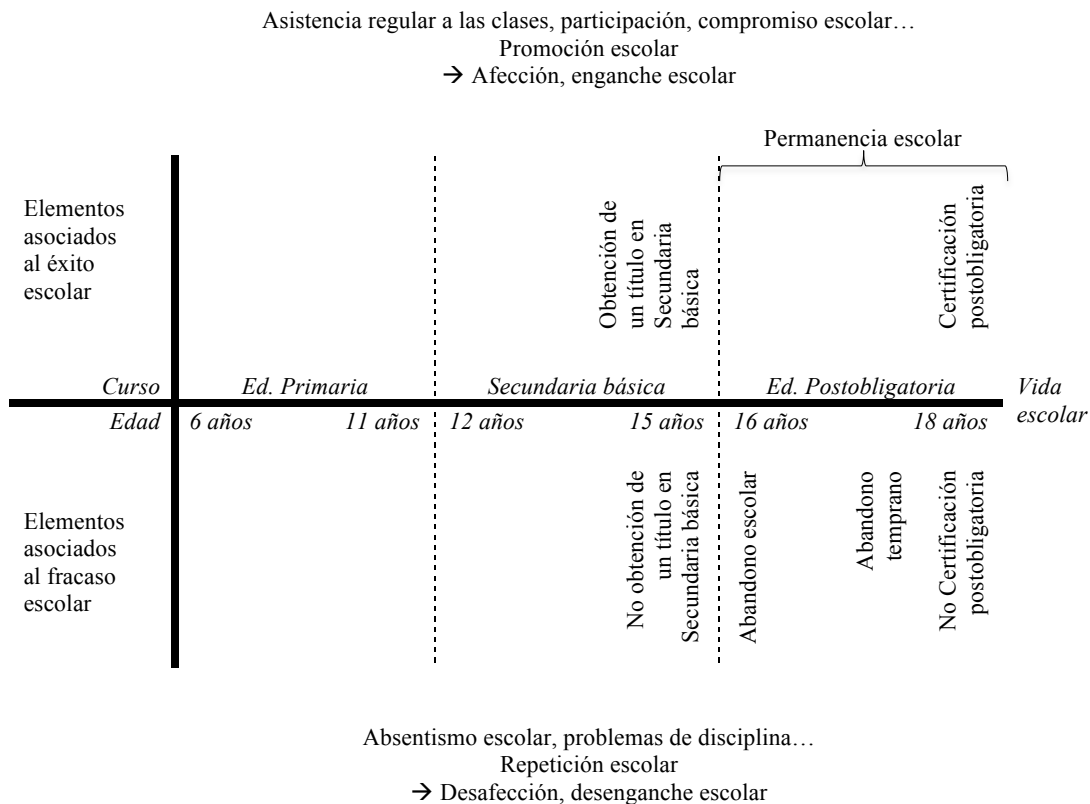 Asistencia regular a las clases, participación, compromiso escolar…
Promoción escolar
→ Afección, enganche escolar
Permanencia escolar
Elementos
asociados
al éxito
escolar
Obtención de
un título en
Secundaria
básica
Certificación
postobligatoria
Curso
Ed. Primaria
Secundaria básica
Ed. Postobligatoria
Vida
escolar
Edad
6 años
11 años
12 años
15 años
16 años
18 años
Elementos
asociados
al fracaso
escolar
No obtención de
un título en
Secundaria básica
Abandono escolar
Abandono
temprano
No Certificación
postobligatoria
Absentismo escolar, problemas de disciplina…
Repetición escolar
→ Desafección, desenganche escolar